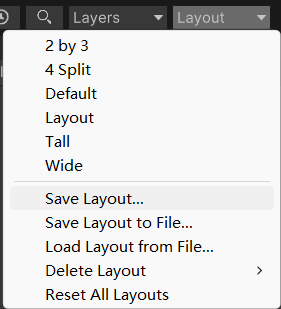 Layers Layout
2 by 3
4 Split
Default
Layout
Tall
Wide
Save Layout...
Save Layout to File...
Load Layout from File...
Delete Layout
Reset All Layouts